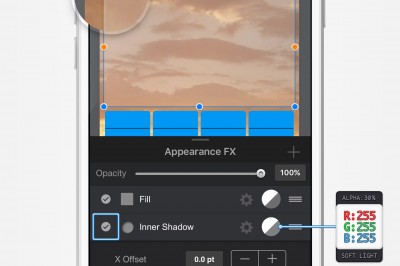 Appearance FX
Opacity 100%
Fill
Inner Shadow
ALPHA:30%
R:255
G:255
B:255
SOFT LIGHT
X Offset 0.0 pt